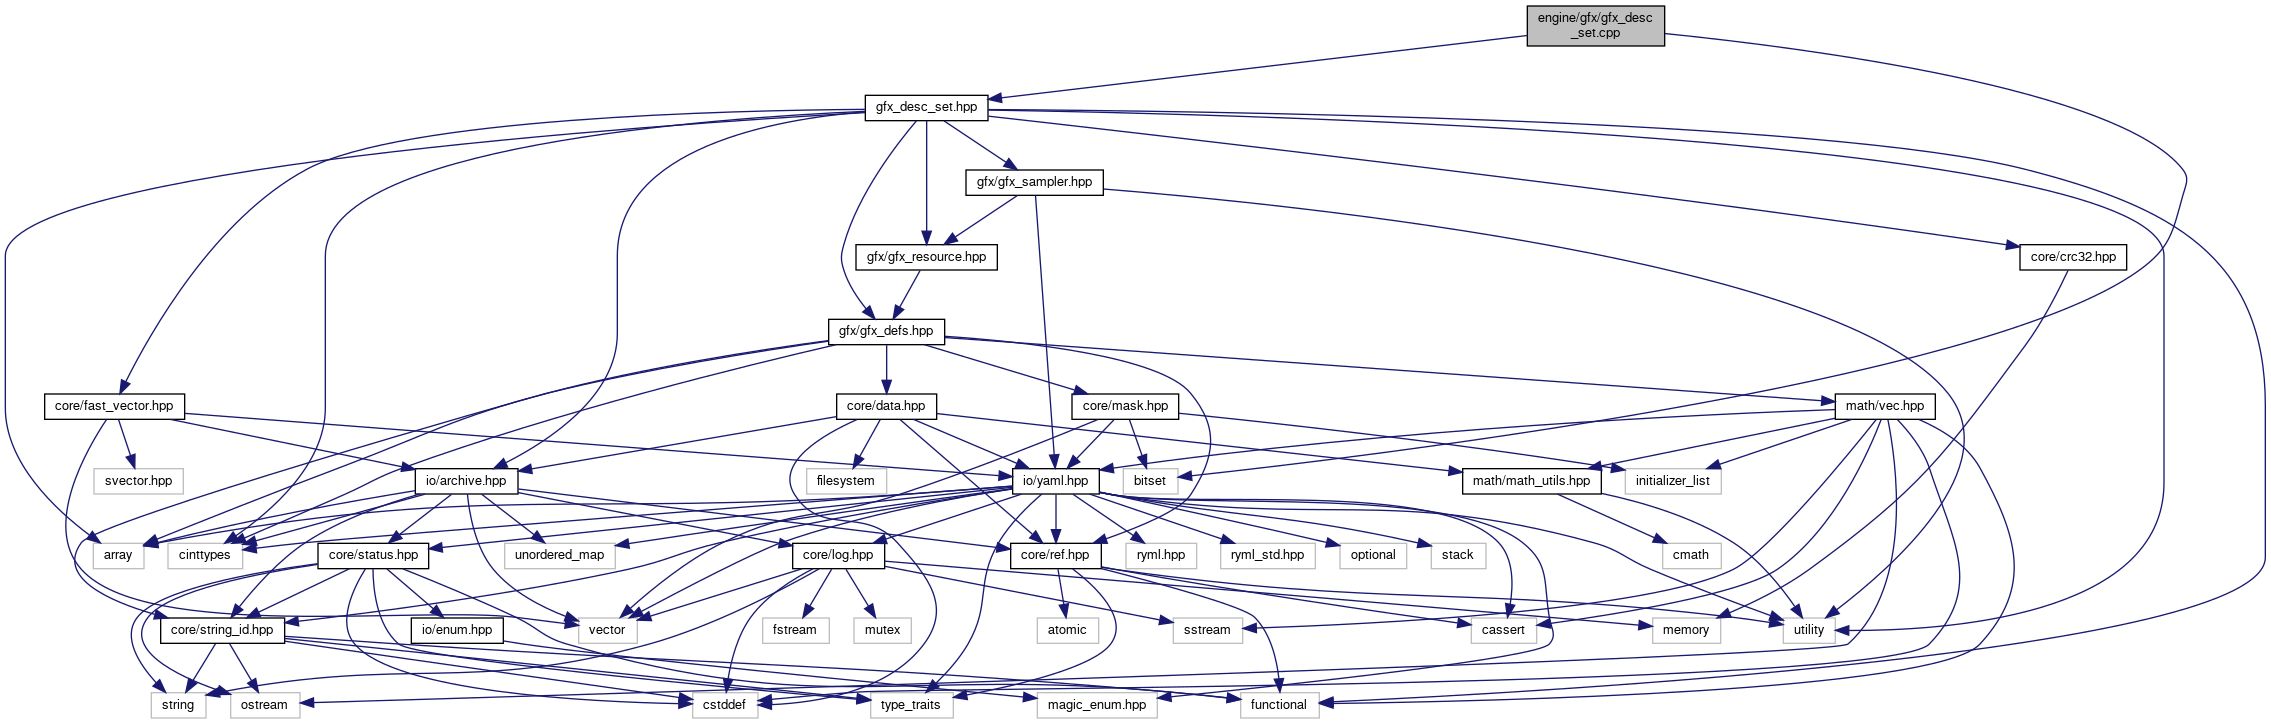 engine/gfx/gfx_desc
_set.cpp
gfx_desc_set.hpp
gfx/gfx_sampler.hpp
gfx/gfx_resource.hpp
core/crc32.hpp
gfx/gfx_defs.hpp
core/fast_vector.hpp
core/data.hpp
core/mask.hpp
math/vec.hpp
svector.hpp
io/archive.hpp
filesystem
io/yaml.hpp
bitset
math/math_utils.hpp
initializer_list
array
cinttypes
core/status.hpp
unordered_map
core/log.hpp
core/ref.hpp
ryml.hpp
ryml_std.hpp
optional
stack
cmath
core/string_id.hpp
io/enum.hpp
vector
fstream
mutex
atomic
sstream
cassert
memory
utility
string
ostream
cstddef
type_traits
magic_enum.hpp
functional